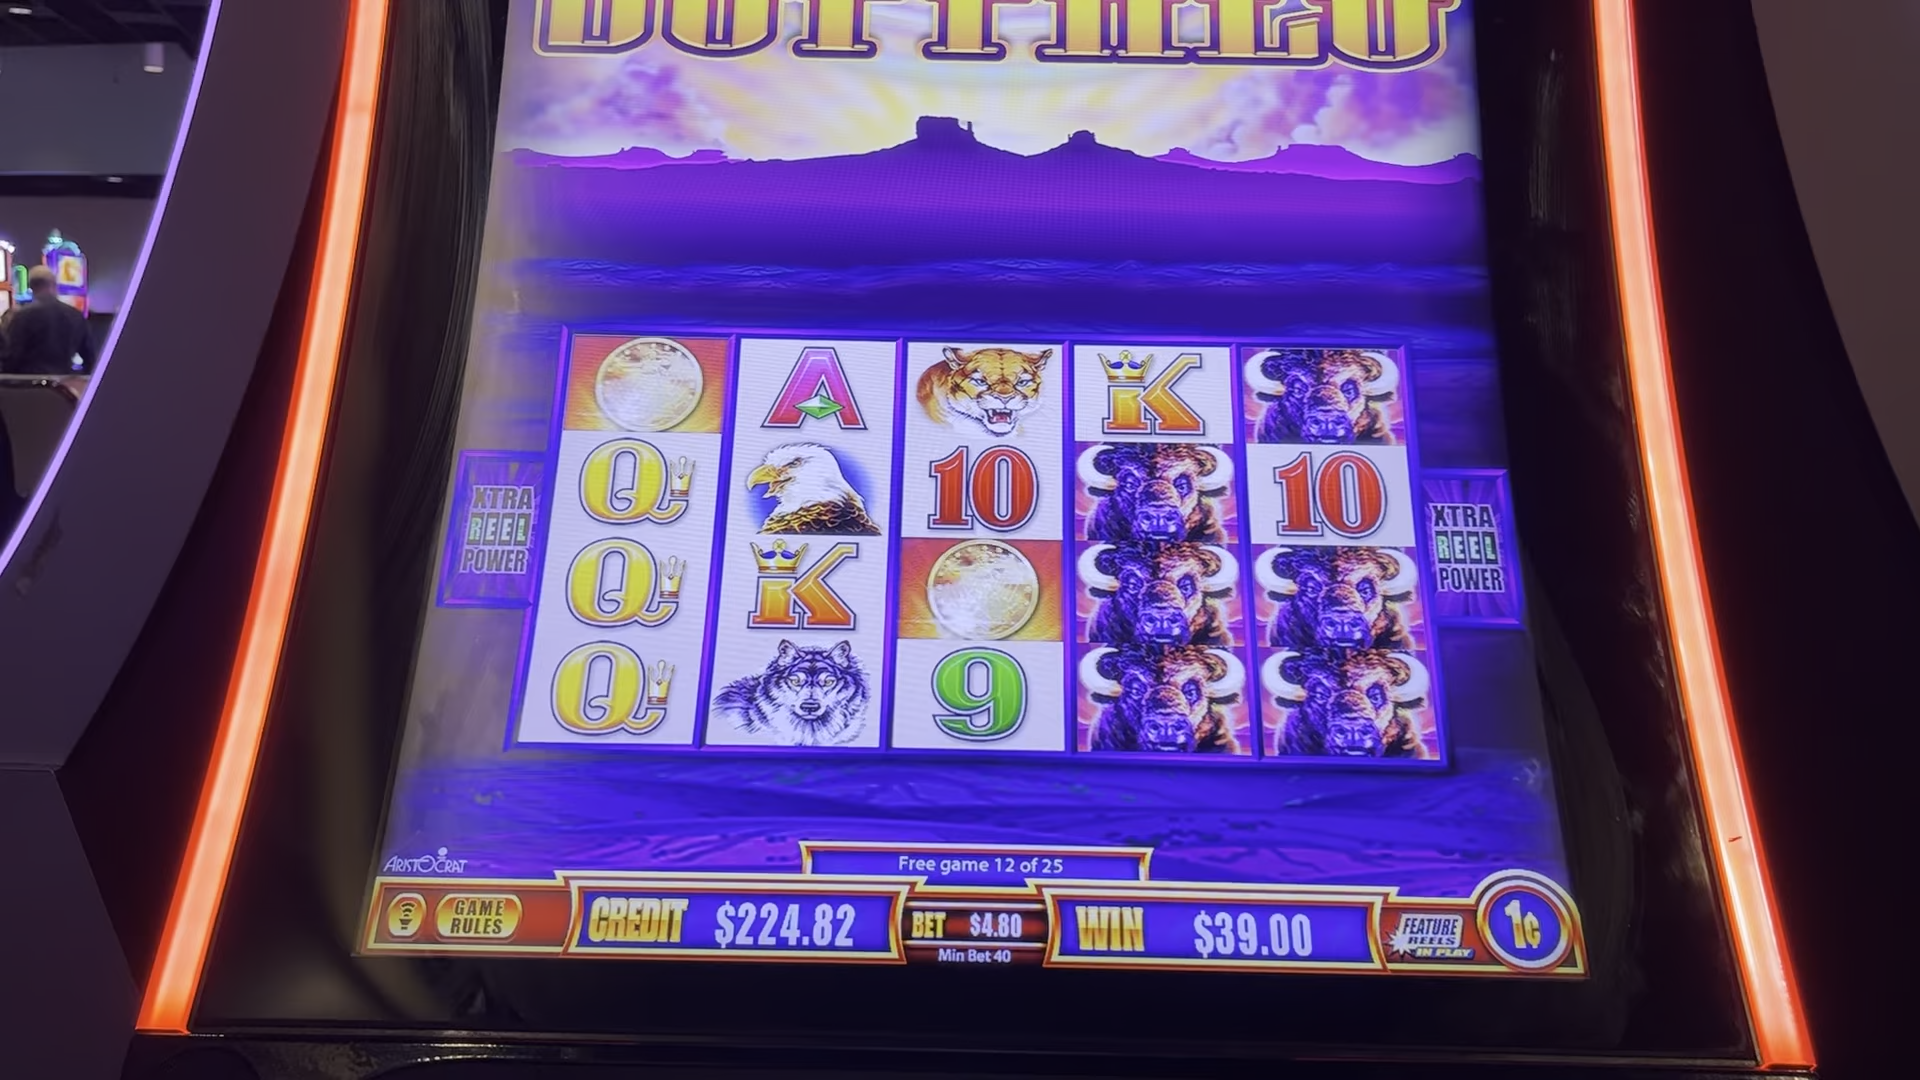 BUFFALO
A
K
Q
10
10
Q
K
Q
9
XTRA
REEL
POWER
XTRA
REEL
POWER
Free game 12 of 25
ARISTOCRAT
GAME
RULES
CREDIT $224.82
BET $4.80
Min Bet 40
WIN $39.00
FEATURE
REELS
IN PLAY
1¢